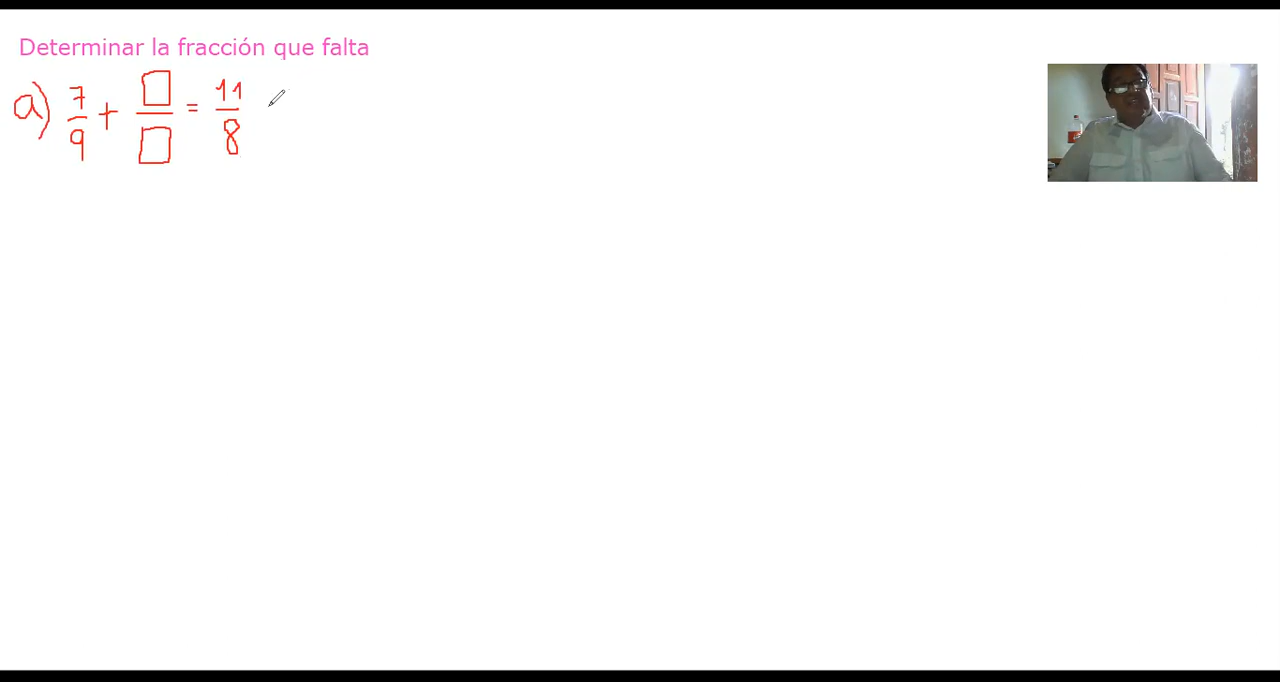 Determinar la fracción que falta
a) 7/9 + □/□ = 11/8